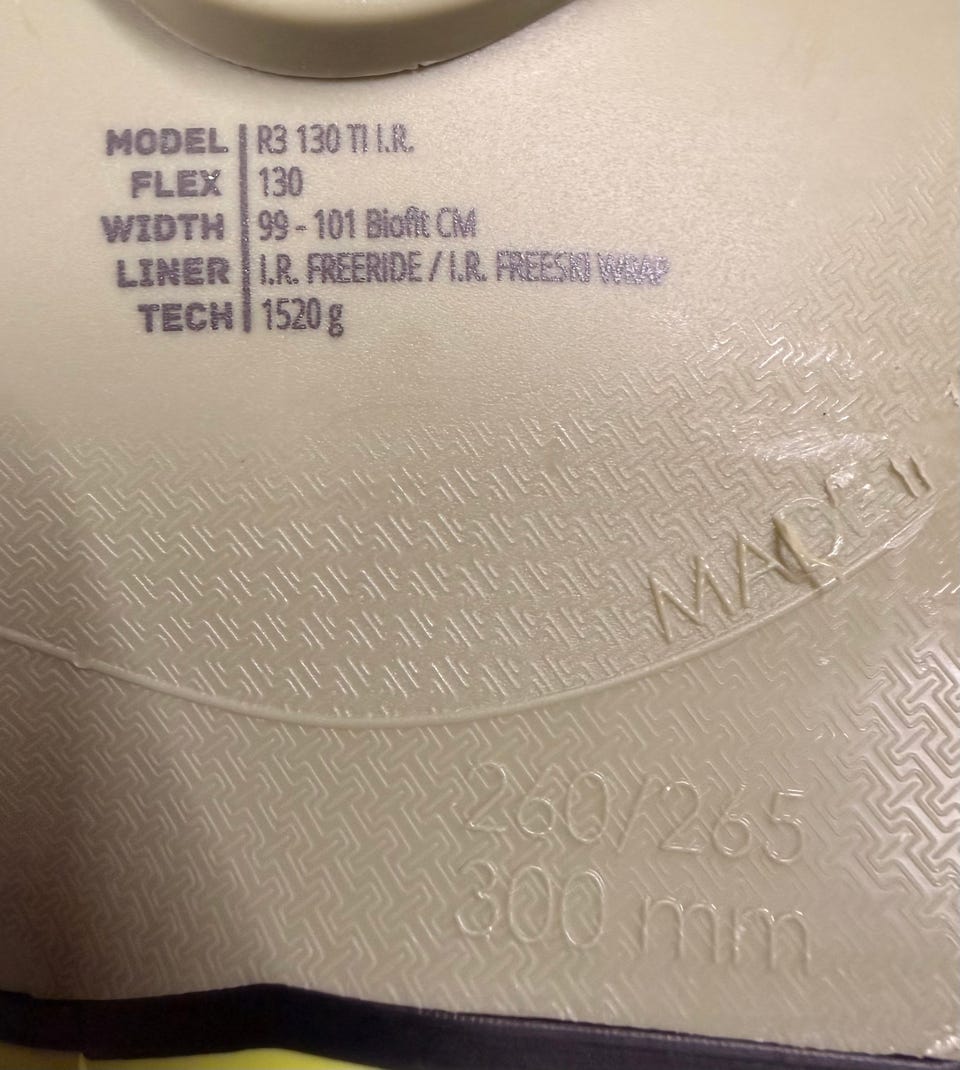 MODEL R3 130 TI I.R.
FLEX 130
WIDTH 99 - 101 Biofit CM
LINER I.R. FREERIDE / I.R. FREESKI WRAP
TECH 1520 g
MADE
260/265
300 mm